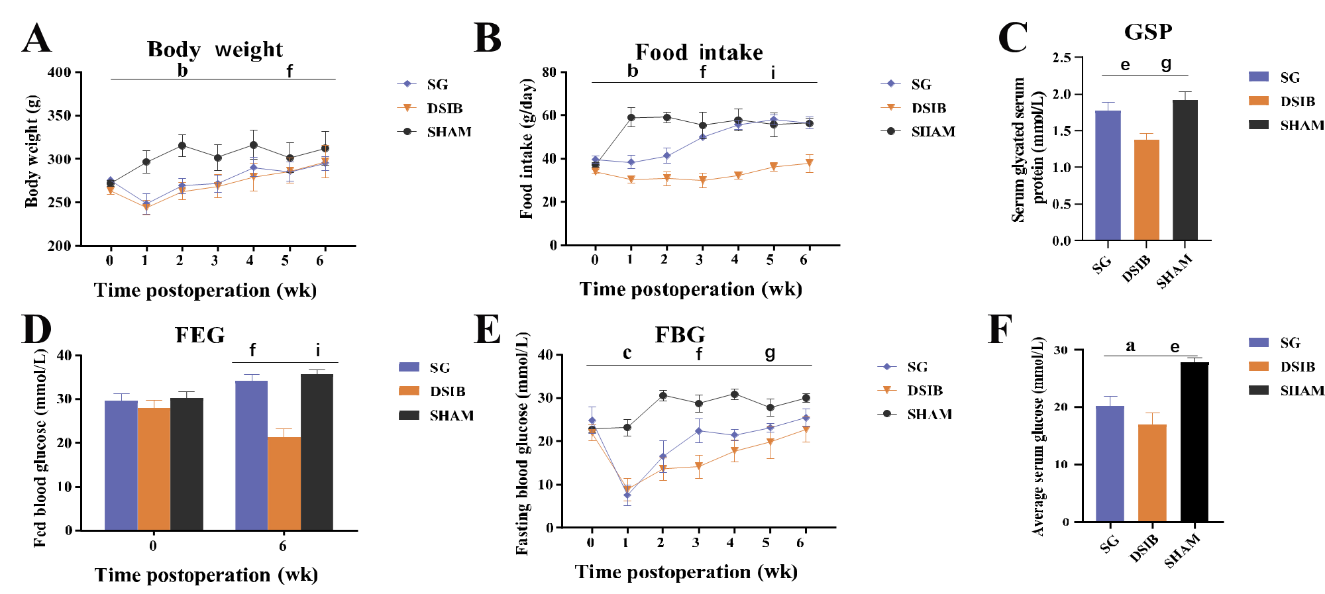 A
Body weight
b f
Body weight (g)
400
350
300
250
200
0 1 2 3 4 5 6
Time postoperation (wk)
SG
DSIB
SHAM
B
Food intake
b f i
Food intake (g/day)
80
60
40
20
0
0 1 2 3 4 5 6
Time postoperation (wk)
SG
DSIB
SHAM
C
GSP
e g
Serum glycated serum
protein (mmol/L)
2.5
2.0
1.5
1.0
0.5
0.0
SG DSIB SHAM
SG
DSIB
SHAM
D
FEG
f i
Fed blood glucose (mmol/L)
40
30
20
10
0
0 6
Time postoperation (wk)
SG
DSIB
SHAM
E
FBG
c f g
Fasting blood glucose (mmol/L)
40
30
20
10
0
0 1 2 3 4 5 6
Time postoperation (wk)
SG
DSIB
SHAM
F
a e
Average serum glucose (mmol/L)
30
20
10
0
SG DSIB SHAM
SG
DSIB
SHAM